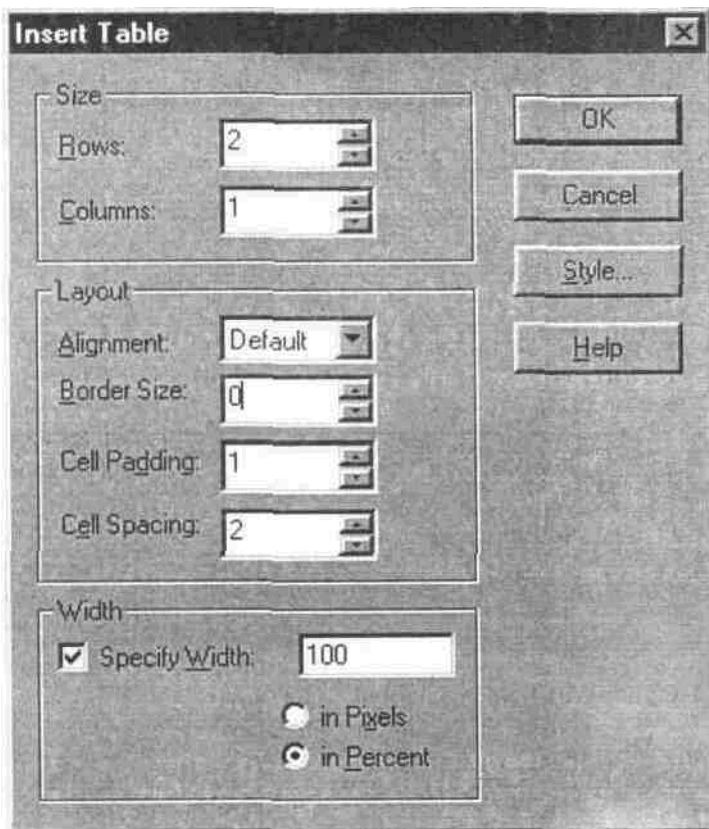 Insert Table
Size
Rows: 2
Columns: 1
Layout
Alignment: Default
Border Size: 0
Cell Padding: 1
Cell Spacing: 2
Width
Specify Width: 100
in Pixels
in Percent
OK
Cancel
Style...
Help